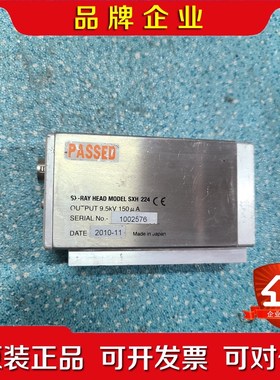 品牌企业
PASSED
-RAY HEAD MODEL SXH 224 CE
OUTPUT 9.5kV 150μA
SERIAL No.- 1002576
DATE 2010-11 Made in Japan
装正品 可开发票 可对